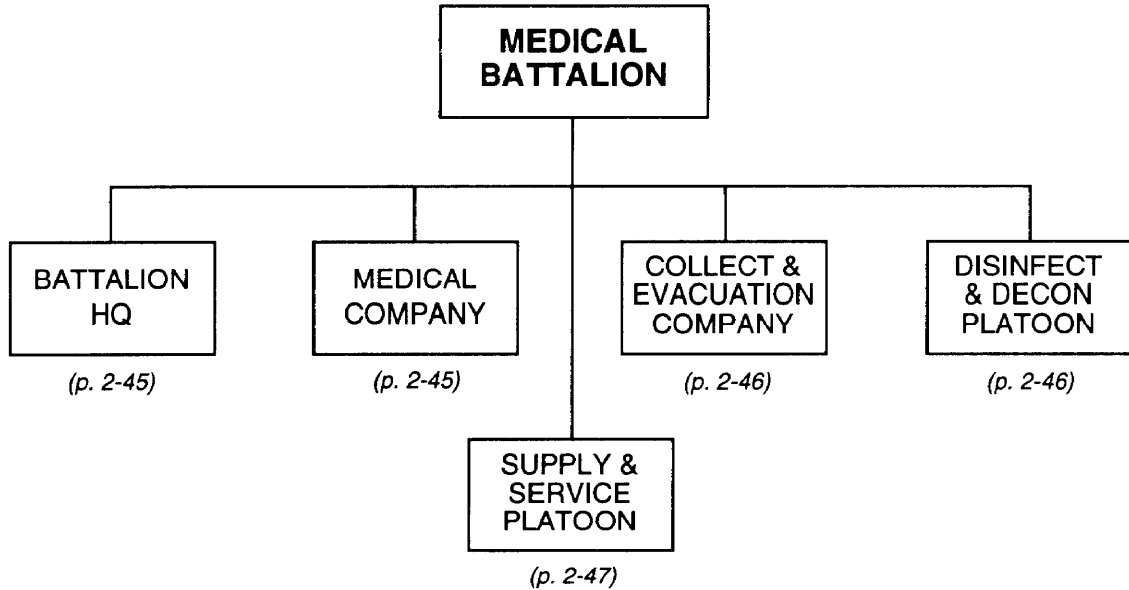 MEDICAL
BATTALION
BATTALION
HQ
(p. 2-45)
MEDICAL
COMPANY
(p. 2-45)
COLLECT &
EVACUATION
COMPANY
(p. 2-46)
DISINFECT
& DECON
PLATOON
(p. 2-46)
SUPPLY &
SERVICE
PLATOON
(p. 2-47)